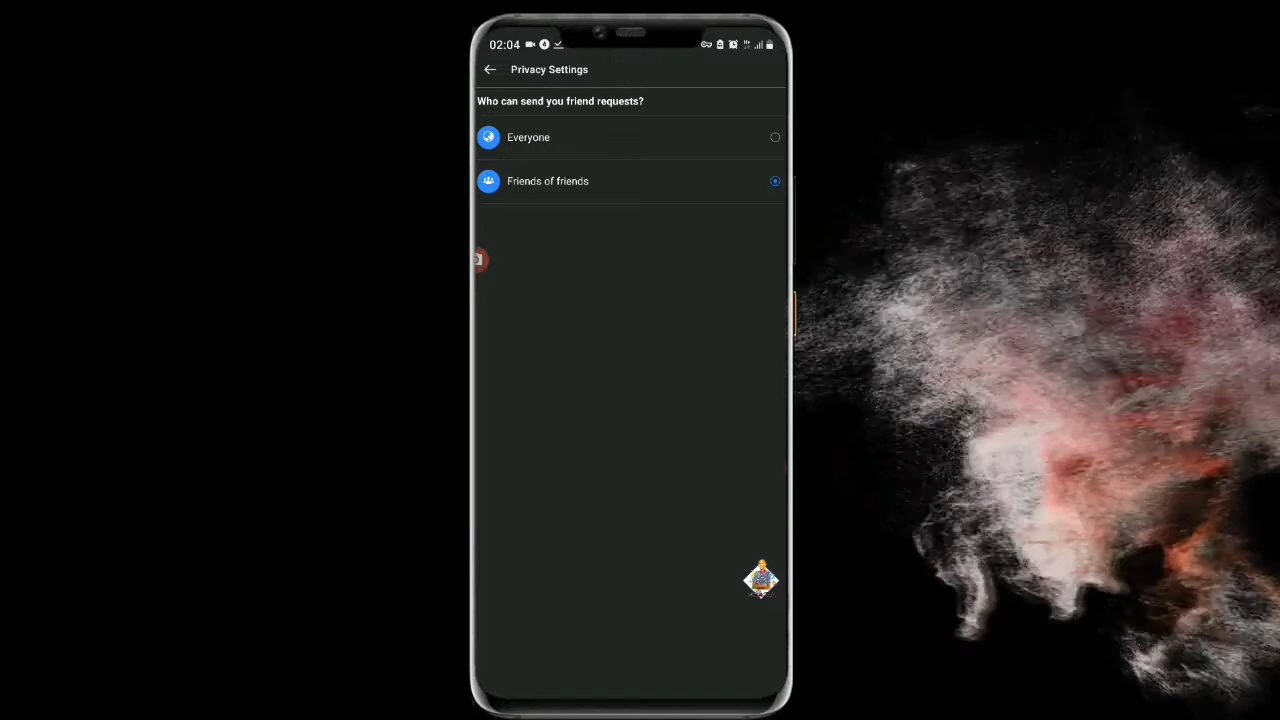 02:04
Privacy Settings
Who can send you friend requests?
Everyone
Friends of friends